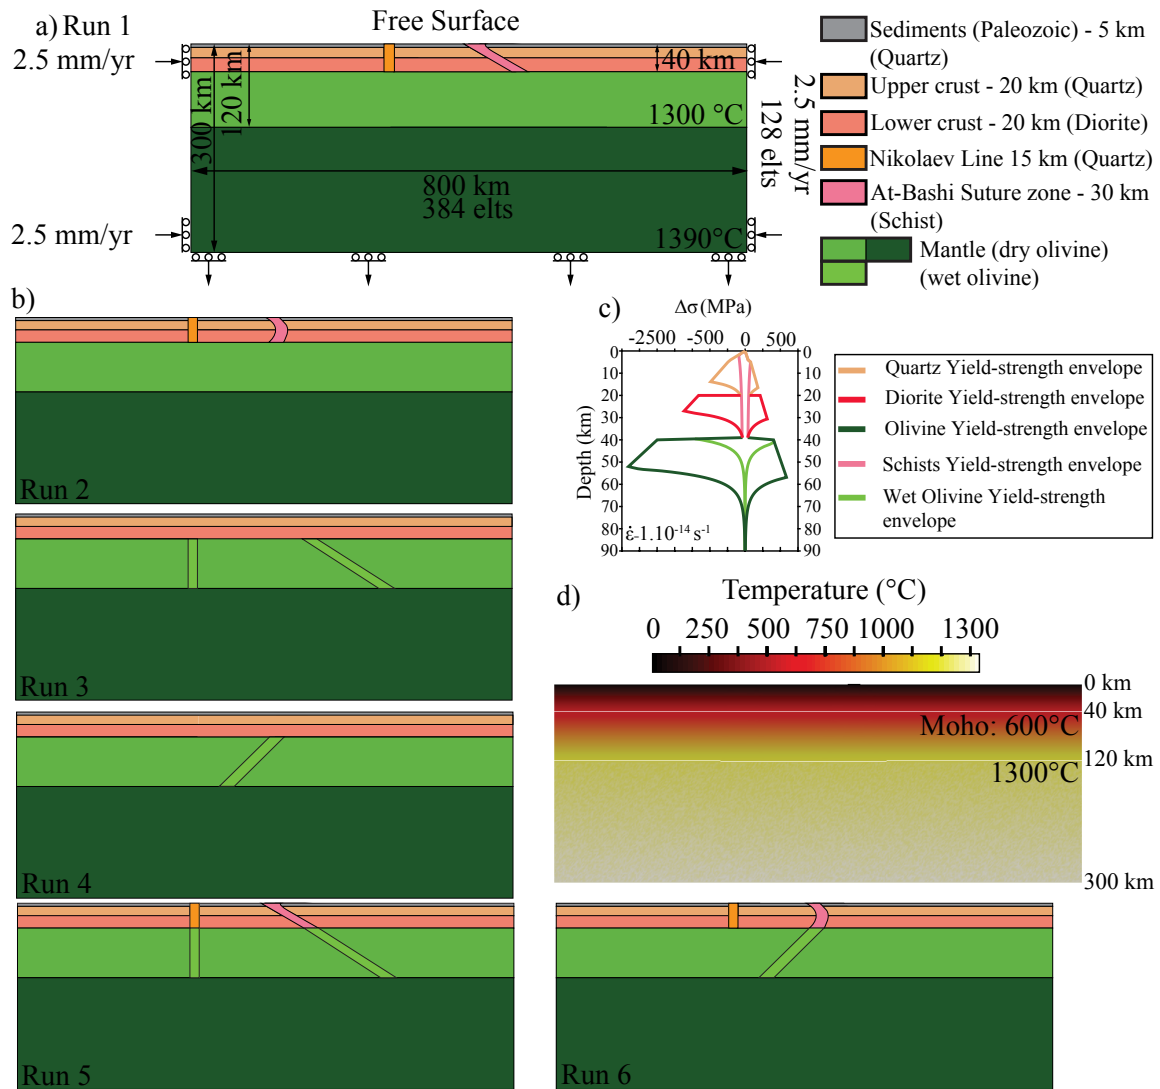 a) Run 1
Free Surface
2.5 mm/yr
300 km
120 km
40 km
1300 °C
800 km
384 elts
1390°C
2.5 mm/yr
2.5 mm/yr
128 elts
Sediments (Paleozoic) - 5 km
(Quartz)
Upper crust - 20 km (Quartz)
Lower crust - 20 km (Diorite)
Nikolaev Line 15 km (Quartz)
At-Bashi Suture zone - 30 km
(Schist)
Mantle (dry olivine)
(wet olivine)
b)
Run 2
Run 3
Run 4
Run 5
c)
Δσ (MPa)
-2500 -500 0 500
Depth (km)
0 0
10 10
20 20
30 30
40 40
50 50
60 60
70 70
80 80
90 90
ε̇-1.10⁻¹⁴ s⁻¹
Quartz Yield-strength envelope
Diorite Yield-strength envelope
Olivine Yield-strength envelope
Schists Yield-strength envelope
Wet Olivine Yield-strength
envelope
d)
Temperature (°C)
0 250 500 750 1000 1300
0 km
40 km
Moho: 600°C
120 km
1300°C
300 km
Run 6